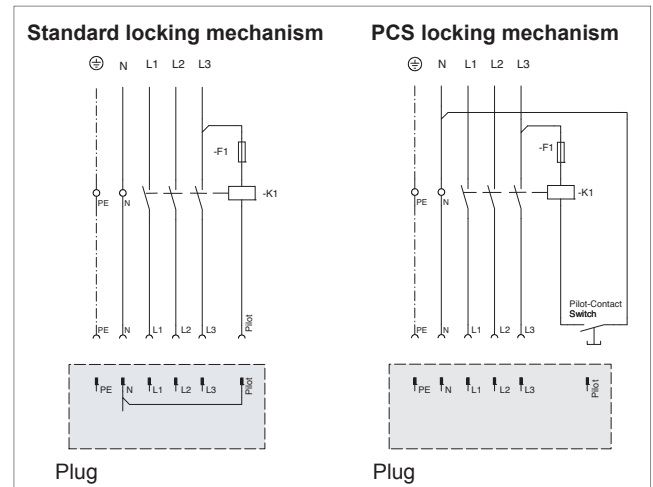 Standard locking mechanism
N L1 L2 L3
-F1
-K1
PE N
PE N L1 L2 L3 Pilot
PE N L1 L2 L3 Pilot
Plug
PCS locking mechanism
N L1 L2 L3
-F1
-K1
PE N
Pilot-Contact
Switch
PE N L1 L2 L3
PE N L1 L2 L3 Pilot
Plug